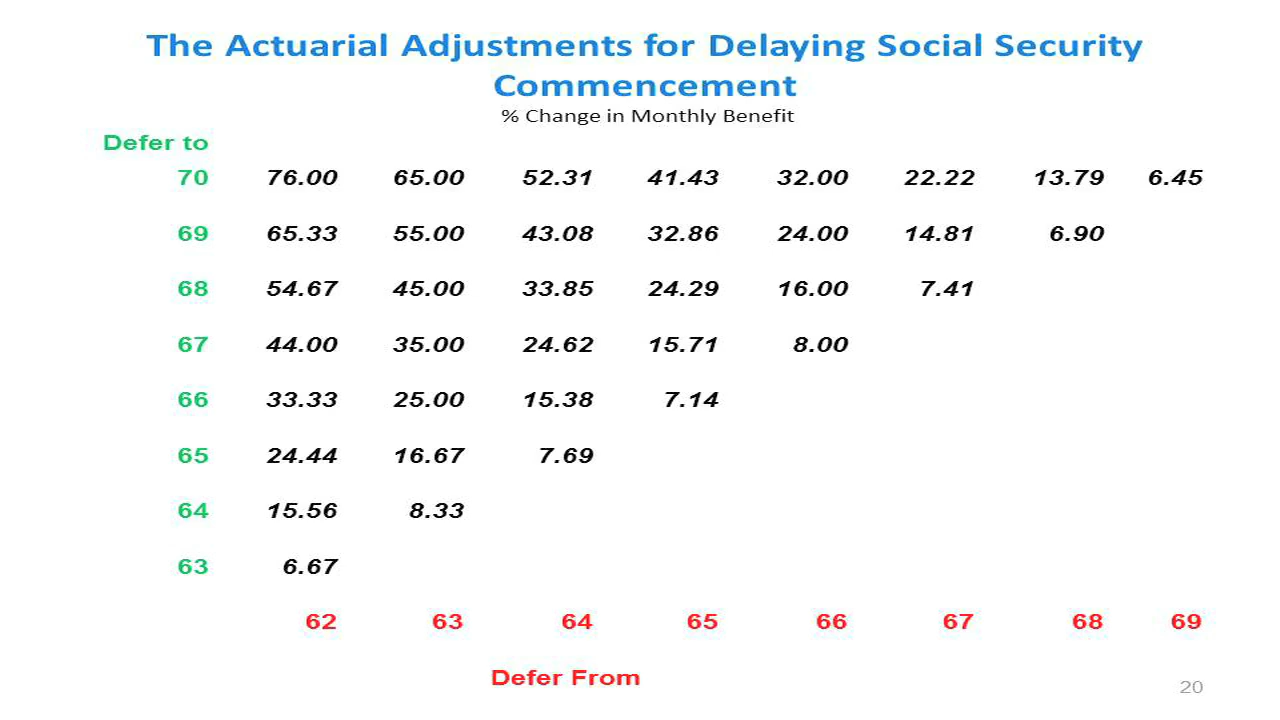 The Actuarial Adjustments for Delaying Social Security
Commencement
% Change in Monthly Benefit
Defer to
70 76.00 65.00 52.31 41.43 32.00 22.22 13.79 6.45
69 65.33 55.00 43.08 32.86 24.00 14.81 6.90
68 54.67 45.00 33.85 24.29 16.00 7.41
67 44.00 35.00 24.62 15.71 8.00
66 33.33 25.00 15.38 7.14
65 24.44 16.67 7.69
64 15.56 8.33
63 6.67
62 63 64 65 66 67 68 69
Defer From
20